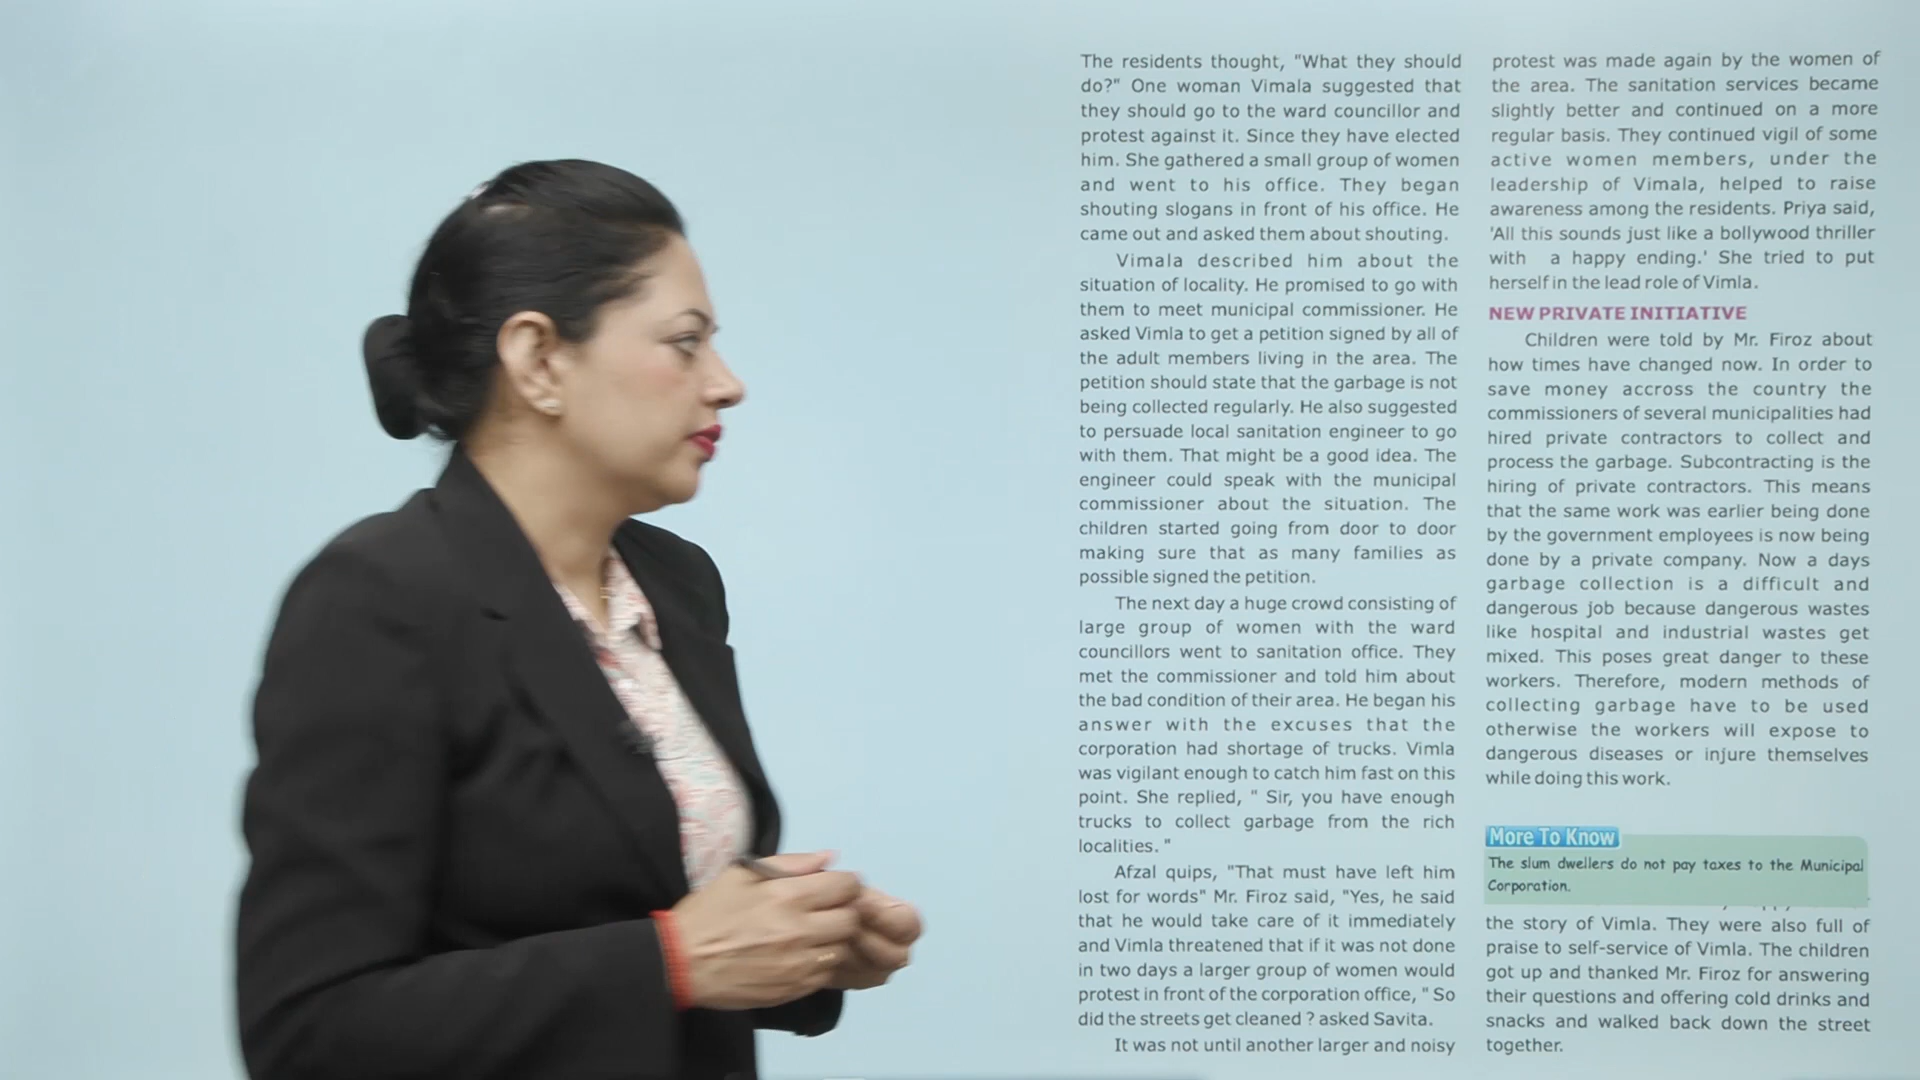 The residents thought, "What they should
do?" One woman Vimala suggested that
they should go to the ward councillor and
protest against it. Since they have elected
him. She gathered a small group of women
and went to his office. They began
shouting slogans in front of his office. He
came out and asked them about shouting.
Vimala described him about the
situation of locality. He promised to go with
them to meet municipal commissioner. He
asked Vimla to get a petition signed by all of
the adult members living in the area. The
petition should state that the garbage is not
being collected regularly. He also suggested
to persuade local sanitation engineer to go
with them. That might be a good idea. The
engineer could speak with the municipal
commissioner about the situation. The
children started going from door to door
making sure that as many families as
possible signed the petition.
The next day a huge crowd consisting of
large group of women with the ward
councillors went to sanitation office. They
met the commissioner and told him about
the bad condition of their area. He began his
answer with the excuses that the
corporation had shortage of trucks. Vimla
was vigilant enough to catch him fast on this
point. She replied, " Sir, you have enough
trucks to collect garbage from the rich
localities. "
Afzal quips, "That must have left him
lost for words" Mr. Firoz said, "Yes, he said
that he would take care of it immediately
and Vimla threatened that if it was not done
in two days a larger group of women would
protest in front of the corporation office, " So
did the streets get cleaned ? asked Savita.
It was not until another larger and noisy
protest was made again by the women of
the area. The sanitation services became
slightly better and continued on a more
regular basis. They continued vigil of some
active women members, under the
leadership of Vimala, helped to raise
awareness among the residents. Priya said,
'All this sounds just like a bollywood thriller
with a happy ending.' She tried to put
herself in the lead role of Vimla.
NEW PRIVATE INITIATIVE
Children were told by Mr. Firoz about
how times have changed now. In order to
save money accross the country the
commissioners of several municipalities had
hired private contractors to collect and
process the garbage. Subcontracting is the
hiring of private contractors. This means
that the same work was earlier being done
by the government employees is now being
done by a private company. Now a days
garbage collection is a difficult and
dangerous job because dangerous wastes
like hospital and industrial wastes get
mixed. This poses great danger to these
workers. Therefore, modern methods of
collecting garbage have to be used
otherwise the workers will expose to
dangerous diseases or injure themselves
while doing this work.
More To Know
The slum dwellers do not pay taxes to the Municipal
Corporation.
the story of Vimla. They were also full of
praise to self-service of Vimla. The children
got up and thanked Mr. Firoz for answering
their questions and offering cold drinks and
snacks and walked back down the street
together.